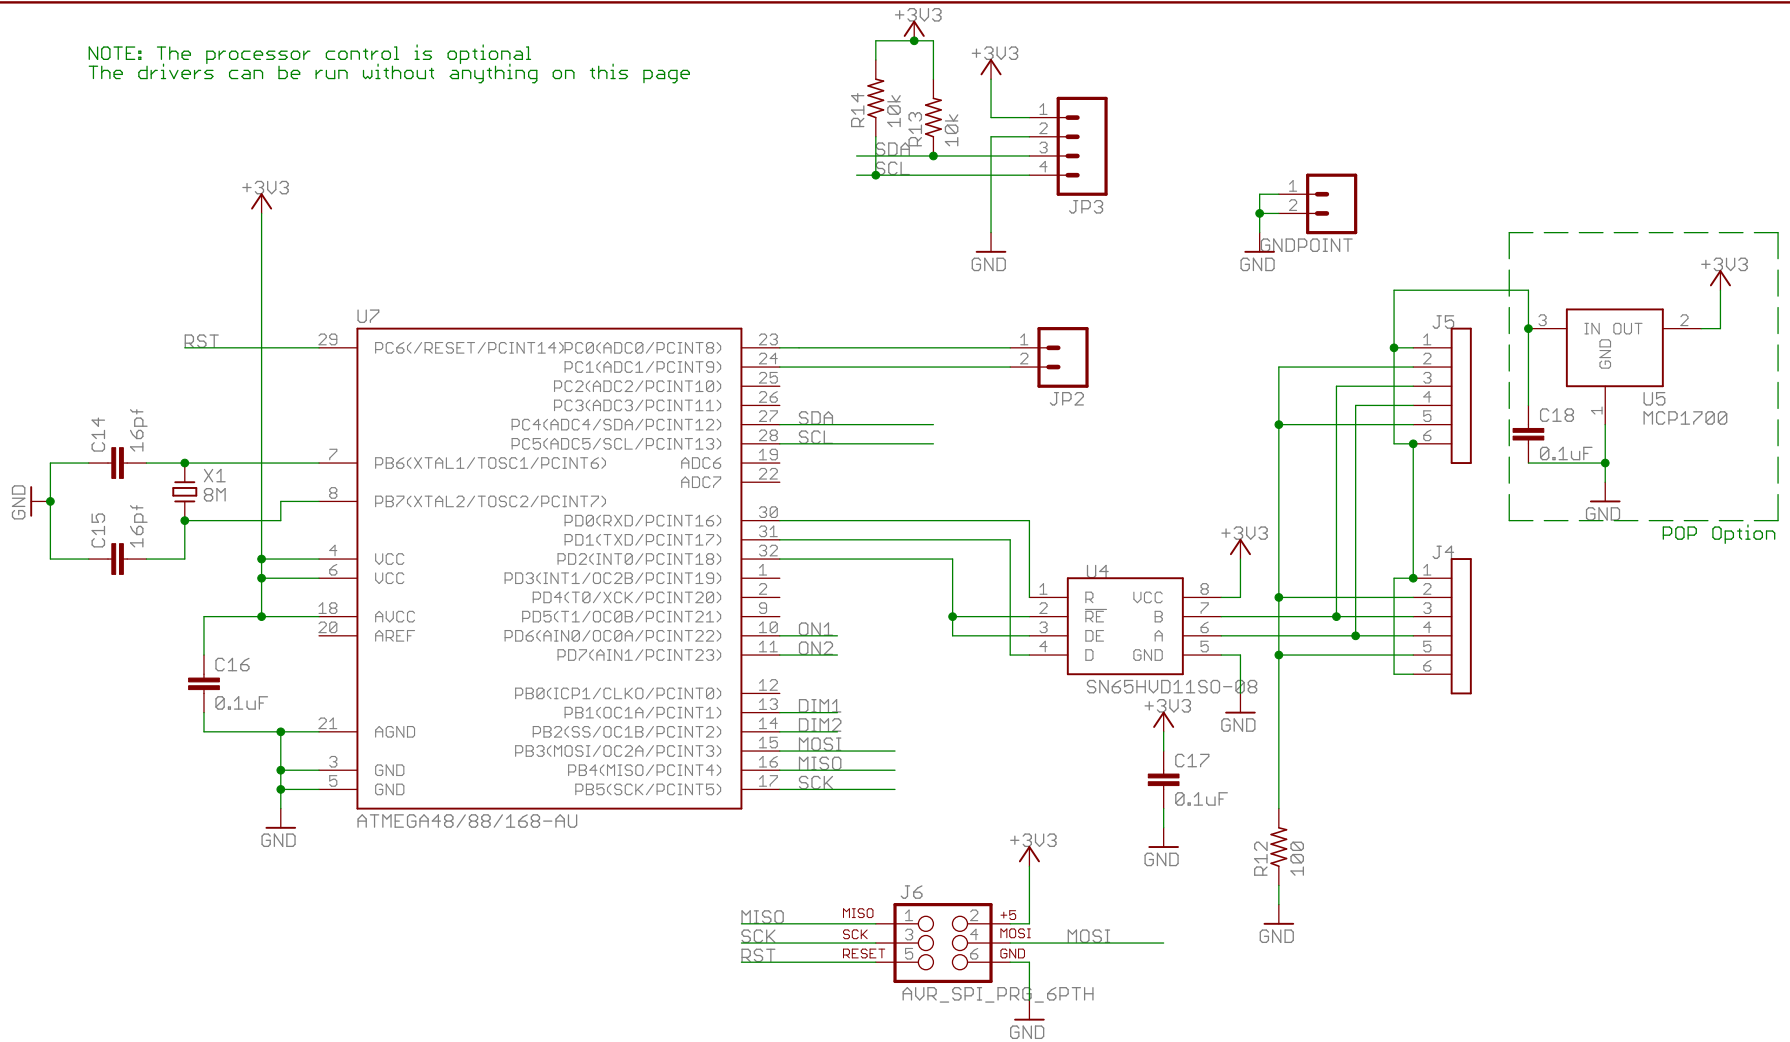 NOTE: The processor control is optional
The drivers can be run without anything on this page
+3V3
+3V3
R14
10k
R13
10k
SDA
SCL
1
2
3
4
JP3
GND
1
2
GNDPOINT
GND
+3V3
RST
U7
29 PC6(/RESET/PCINT14)
7 PB6(XTAL1/TOSC1/PCINT6)
8 PB7(XTAL2/TOSC2/PCINT7)
4 VCC
6 VCC
18 AVCC
20 AREF
21 AGND
3 GND
5 GND
PC0(ADC0/PCINT8) 23
PC1(ADC1/PCINT9) 24
PC2(ADC2/PCINT10) 25
PC3(ADC3/PCINT11) 26
PC4(ADC4/SDA/PCINT12) 27 SDA
PC5(ADC5/SCL/PCINT13) 28 SCL
ADC6 19
ADC7 22
PD0(RXD/PCINT16) 30
PD1(TXD/PCINT17) 31
PD2(INT0/PCINT18) 32
PD3(INT1/OC2B/PCINT19) 1
PD4(T0/XCK/PCINT20) 2
PD5(T1/OC0B/PCINT21) 9
PD6(AIN0/OC0A/PCINT22) 10 ON1
PD7(AIN1/PCINT23) 11 ON2
PB0(ICP1/CLKO/PCINT0) 12
PB1(OC1A/PCINT1) 13 DIM1
PB2(SS/OC1B/PCINT2) 14 DIM2
PB3(MOSI/OC2A/PCINT3) 15 MOSI
PB4(MISO/PCINT4) 16 MISO
PB5(SCK/PCINT5) 17 SCK
ATMEGA48/88/168-AU
GND
C14
16pf
X1
8M
C15
16pf
C16
0.1uF
GND
1
2
JP2
+3V3
U4
1 R VCC 8
2 RE B 7
3 DE A 6
4 D GND 5
SN65HVD11SO-08
GND
+3V3
C17
0.1uF
GND
J5
1
2
3
4
5
6
J4
1
2
3
4
5
6
R12
100
GND
+3V3
3 IN OUT 2
GND
1
U5
MCP1700
C18
0.1uF
GND
POP Option
+3V3
J6
MISO MISO 1 2 +5
SCK SCK 3 4 MOSI MOSI
RST RESET 5 6 GND
AVR_SPI_PRG_6PTH
GND